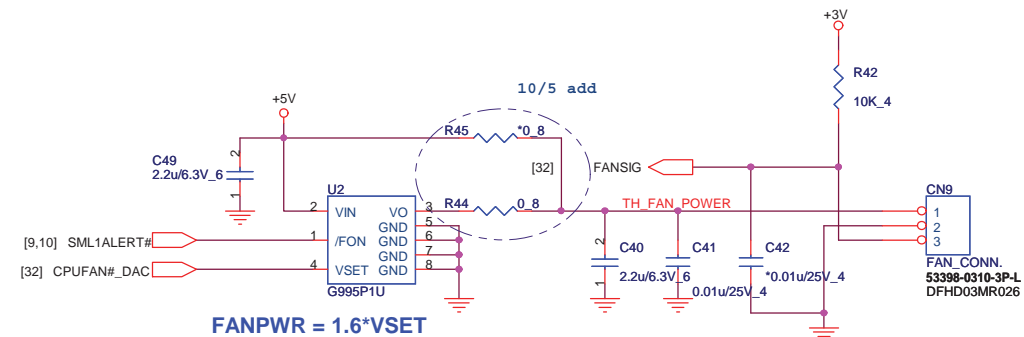 +3V
R42
10K_4
10/5 add
+5V
R45 *0_8
C49
2.2u/6.3V_6
2
1
[32] FANSIG
U2
R44 0_8
TH_FAN_POWER
CN9
2 VIN VO 3
GND 5
[9,10] SML1ALERT# 1 /FON GND 6
GND 7
[32] CPUFAN#_DAC 4 VSET GND 8
G995P1U
2
1
C40
2.2u/6.3V_6
C41
0.01u/25V_4
C42
*0.01u/25V_4
1
2
3
FAN_CONN.
53398-0310-3P-L
DFHD03MR026
FANPWR = 1.6*VSET